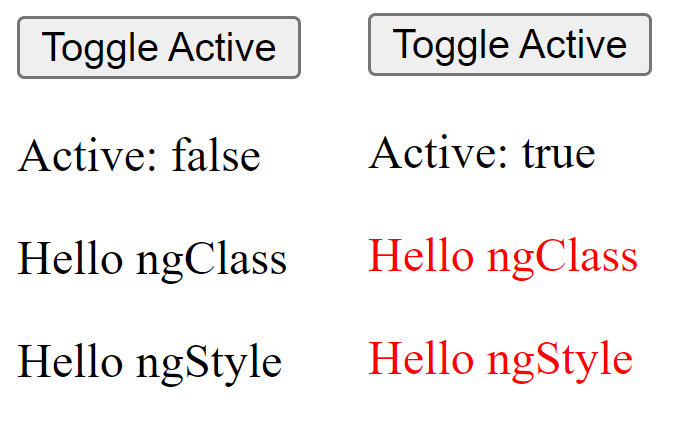 Toggle Active
Active: false
Hello ngClass
Hello ngStyle
Toggle Active
Active: true
Hello ngClass
Hello ngStyle